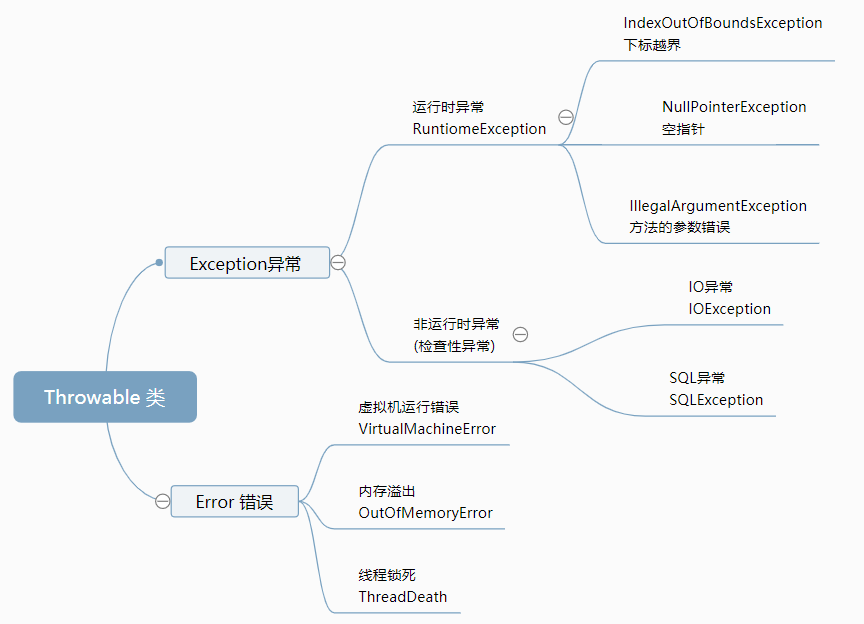 IndexOutOfBoundsException
下标越界
运行时异常
RuntiomeException
NullPointerException
空指针
IllegalArgumentException
方法的参数错误
Exception异常
IO异常
IOException
非运行时异常
(检查性异常)
SQL异常
SQLException
Throwable 类
虚拟机运行错误
VirtualMachineError
Error 错误
内存溢出
OutOfMemoryError
线程锁死
ThreadDeath